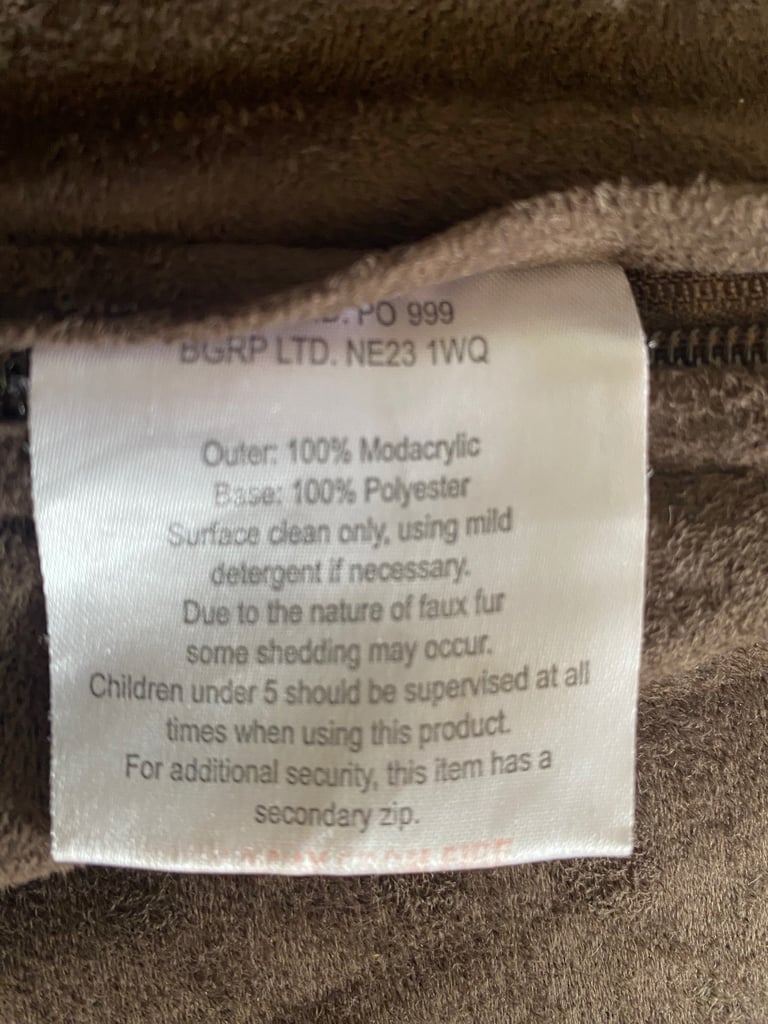 PO 999
BGRP LTD. NE23 1WQ
Outer: 100% Modacrylic
Base: 100% Polyester
Surface clean only, using mild
detergent if necessary.
Due to the nature of faux fur
some shedding may occur.
Children under 5 should be supervised at all
times when using this product.
For additional security, this item has a
secondary zip.